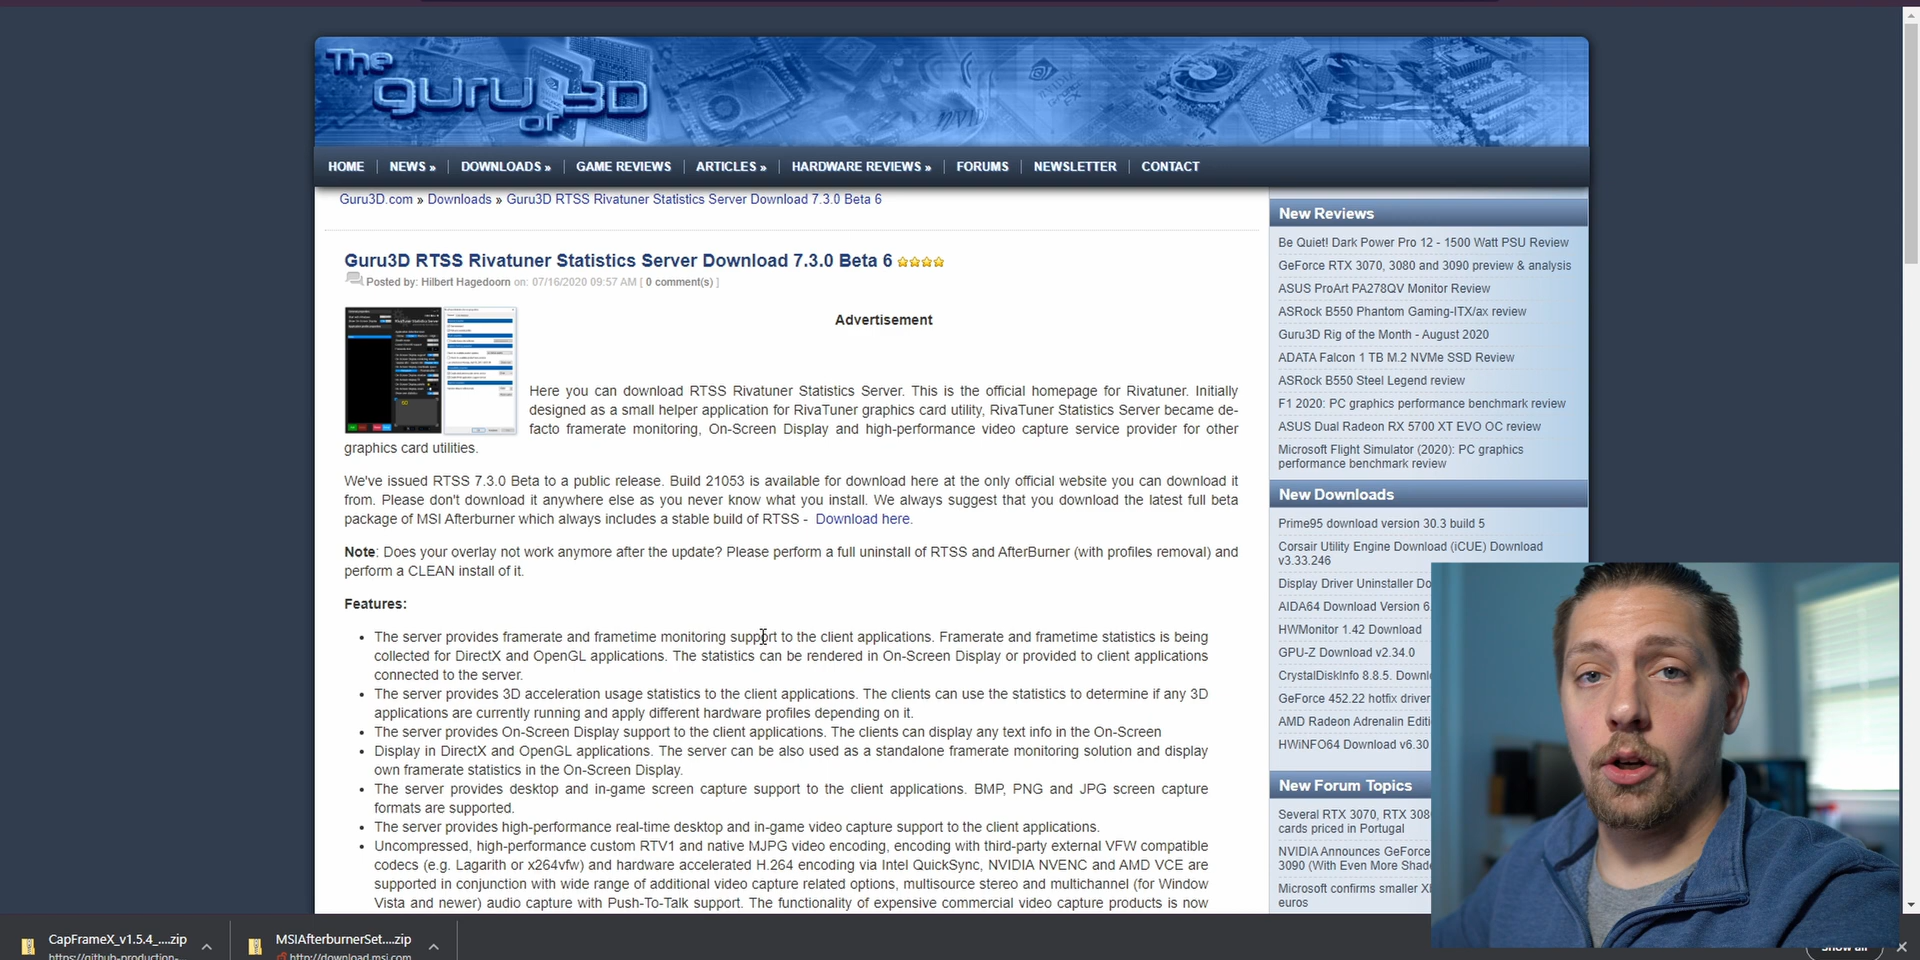 The
guru
of
3D
HOME
NEWS »
DOWNLOADS »
GAME REVIEWS
ARTICLES »
HARDWARE REVIEWS »
FORUMS
NEWSLETTER
CONTACT
Guru3D.com » Downloads » Guru3D RTSS Rivatuner Statistics Server Download 7.3.0 Beta 6
Guru3D RTSS Rivatuner Statistics Server Download 7.3.0 Beta 6
Posted by: Hilbert Hagedoorn on: 07/16/2020 09:57 AM [ 0 comment(s) ]
Advertisement
Here you can download RTSS Rivatuner Statistics Server. This is the official homepage for Rivatuner. Initially
designed as a small helper application for RivaTuner graphics card utility, RivaTuner Statistics Server became de-
facto framerate monitoring, On-Screen Display and high-performance video capture service provider for other
graphics card utilities.
We've issued RTSS 7.3.0 Beta to a public release. Build 21053 is available for download here at the only official website you can download it
from. Please don't download it anywhere else as you never know what you install. We always suggest that you download the latest full beta
package of MSI Afterburner which always includes a stable build of RTSS - Download here.
Note: Does your overlay not work anymore after the update? Please perform a full uninstall of RTSS and AfterBurner (with profiles removal) and
perform a CLEAN install of it.
Features:
• The server provides framerate and frametime monitoring support to the client applications. Framerate and frametime statistics is being
collected for DirectX and OpenGL applications. The statistics can be rendered in On-Screen Display or provided to client applications
connected to the server.
• The server provides 3D acceleration usage statistics to the client applications. The clients can use the statistics to determine if any 3D
applications are currently running and apply different hardware profiles depending on it.
• The server provides On-Screen Display support to the client applications. The clients can display any text info in the On-Screen
• Display in DirectX and OpenGL applications. The server can be also used as a standalone framerate monitoring solution and display
own framerate statistics in the On-Screen Display.
• The server provides desktop and in-game screen capture support to the client applications. BMP, PNG and JPG screen capture
formats are supported.
• The server provides high-performance real-time desktop and in-game video capture support to the client applications.
• Uncompressed, high-performance custom RTV1 and native MJPG video encoding, encoding with third-party external VFW compatible
codecs (e.g. Lagarith or x264vfw) and hardware accelerated H.264 encoding via Intel QuickSync, NVIDIA NVENC and AMD VCE are
supported in conjunction with wide range of additional video capture related options, multisource stereo and multichannel (for Window
Vista and newer) audio capture with Push-To-Talk support. The functionality of expensive commercial video capture products is now
New Reviews
Be Quiet! Dark Power Pro 12 - 1500 Watt PSU Review
GeForce RTX 3070, 3080 and 3090 preview & analysis
ASUS ProArt PA278QV Monitor Review
ASRock B550 Phantom Gaming-ITX/ax review
Guru3D Rig of the Month - August 2020
ADATA Falcon 1 TB M.2 NVMe SSD Review
ASRock B550 Steel Legend review
F1 2020: PC graphics performance benchmark review
ASUS Dual Radeon RX 5700 XT EVO OC review
Microsoft Flight Simulator (2020): PC graphics
performance benchmark review
New Downloads
Prime95 download version 30.3 build 5
Corsair Utility Engine Download (iCUE) Download
v3.33.246
Display Driver Uninstaller Do
AIDA64 Download Version 6.
HWMonitor 1.42 Download
GPU-Z Download v2.34.0
CrystalDiskInfo 8.8.5. Downl
GeForce 452.22 hotfix driver
AMD Radeon Adrenalin Editi
HWiNFO64 Download v6.30
New Forum Topics
Several RTX 3070, RTX 308
cards priced in Portugal
NVIDIA Announces GeForce
3090 (With Even More Shad
Microsoft confirms smaller X
euros
CapFrameX_v1.5.4_....zip
https://github-production-
MSIAfterburnerSet....zip
http://download.msi.com
Show all